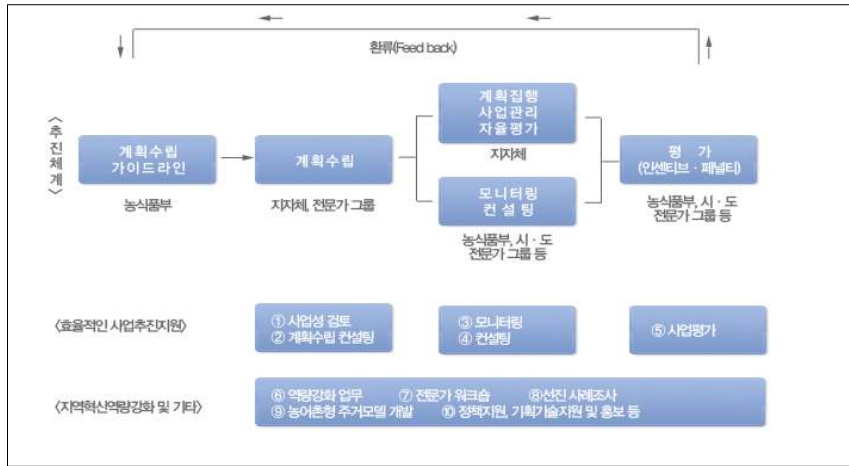 환류(Feed back)
〈추진체계〉
계획수립
가이드라인
농식품부
계획수립
지자체, 전문가 그룹
계획집행
사업관리
자율평가
지자체
모니터링
컨설팅
농식품부, 시 · 도
전문가 그룹 등
평 가
(인센티브 · 페널티)
농식품부, 시 · 도
전문가 그룹 등
〈효율적인 사업추진지원〉
① 사업성 검토
② 계획수립 컨설팅
③ 모니터링
④ 컨설팅
⑤ 사업평가
〈지역혁신역량강화 및 기타〉
⑥ 역량강화 업무 ⑦ 전문가 워크숍 ⑧선진 사례조사
⑨ 농어촌형 주거모델 개발 ⑩ 정책지원, 기획기술지원 및 홍보 등